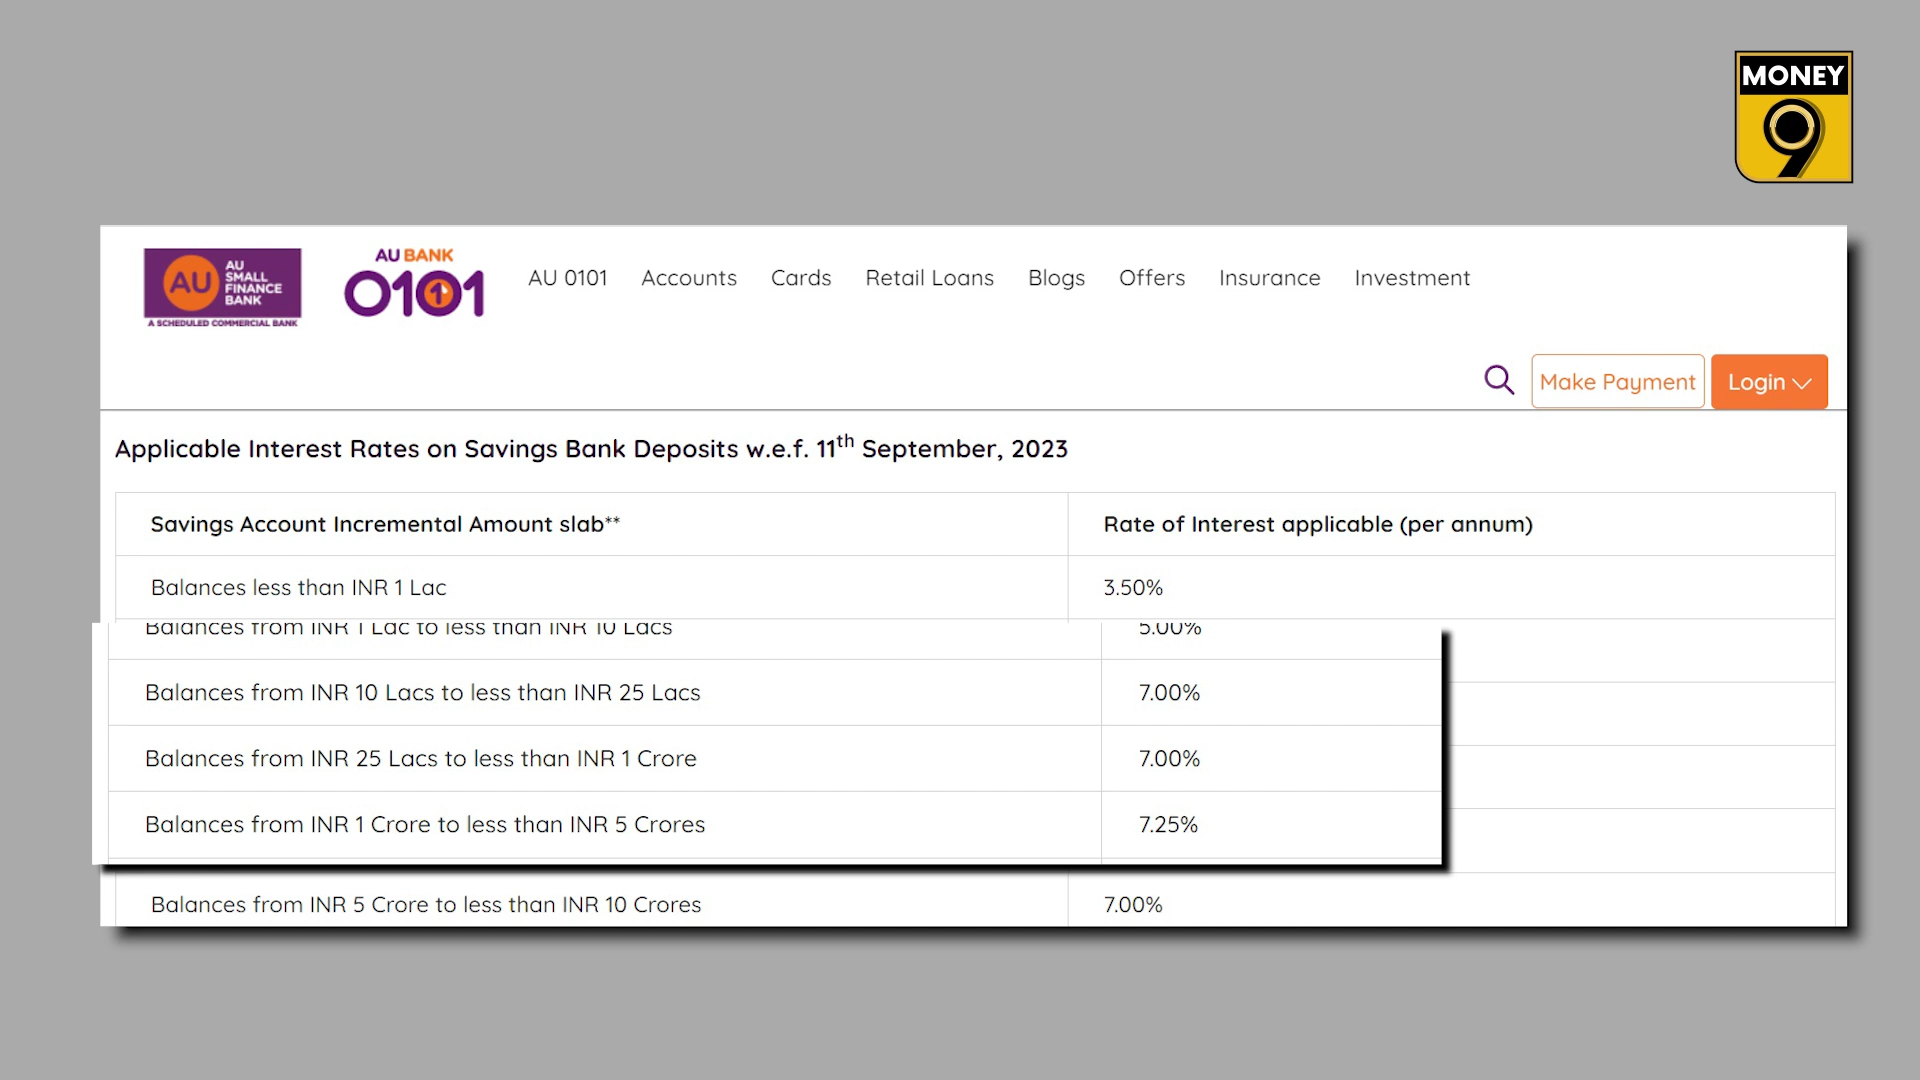 MONEY
9
AU
AU
SMALL
FINANCE
BANK
A SCHEDULED COMMERCIAL BANK
AU BANK
0101
AU 0101 Accounts Cards Retail Loans Blogs Offers Insurance Investment
Make Payment Login
Applicable Interest Rates on Savings Bank Deposits w.e.f. 11th September, 2023
Savings Account Incremental Amount slab** Rate of Interest applicable (per annum)
Balances less than INR 1 Lac 3.50%
Balances from INR 1 Lac to less than INR 10 Lacs 5.00%
Balances from INR 10 Lacs to less than INR 25 Lacs 7.00%
Balances from INR 25 Lacs to less than INR 1 Crore 7.00%
Balances from INR 1 Crore to less than INR 5 Crores 7.25%
Balances from INR 5 Crore to less than INR 10 Crores 7.00%